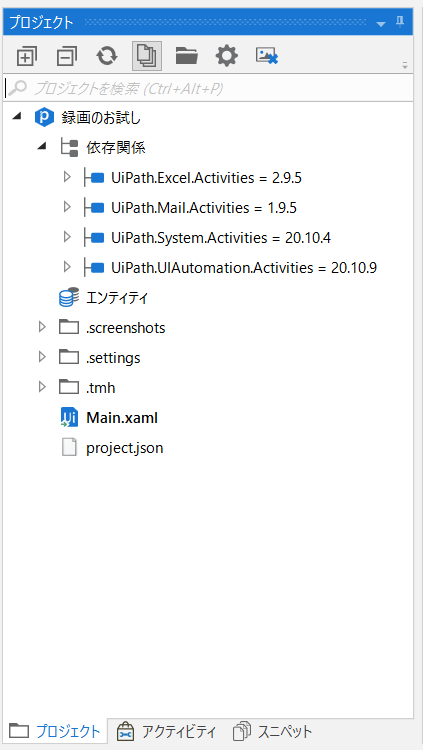 プロジェクト
プロジェクトを検索 (Ctrl+Alt+P)
録画のお試し
依存関係
UiPath.Excel.Activities = 2.9.5
UiPath.Mail.Activities = 1.9.5
UiPath.System.Activities = 20.10.4
UiPath.UIAutomation.Activities = 20.10.9
エンティティ
.screenshots
.settings
.tmh
Main.xaml
project.json
プロジェクト アクティビティ スニペット